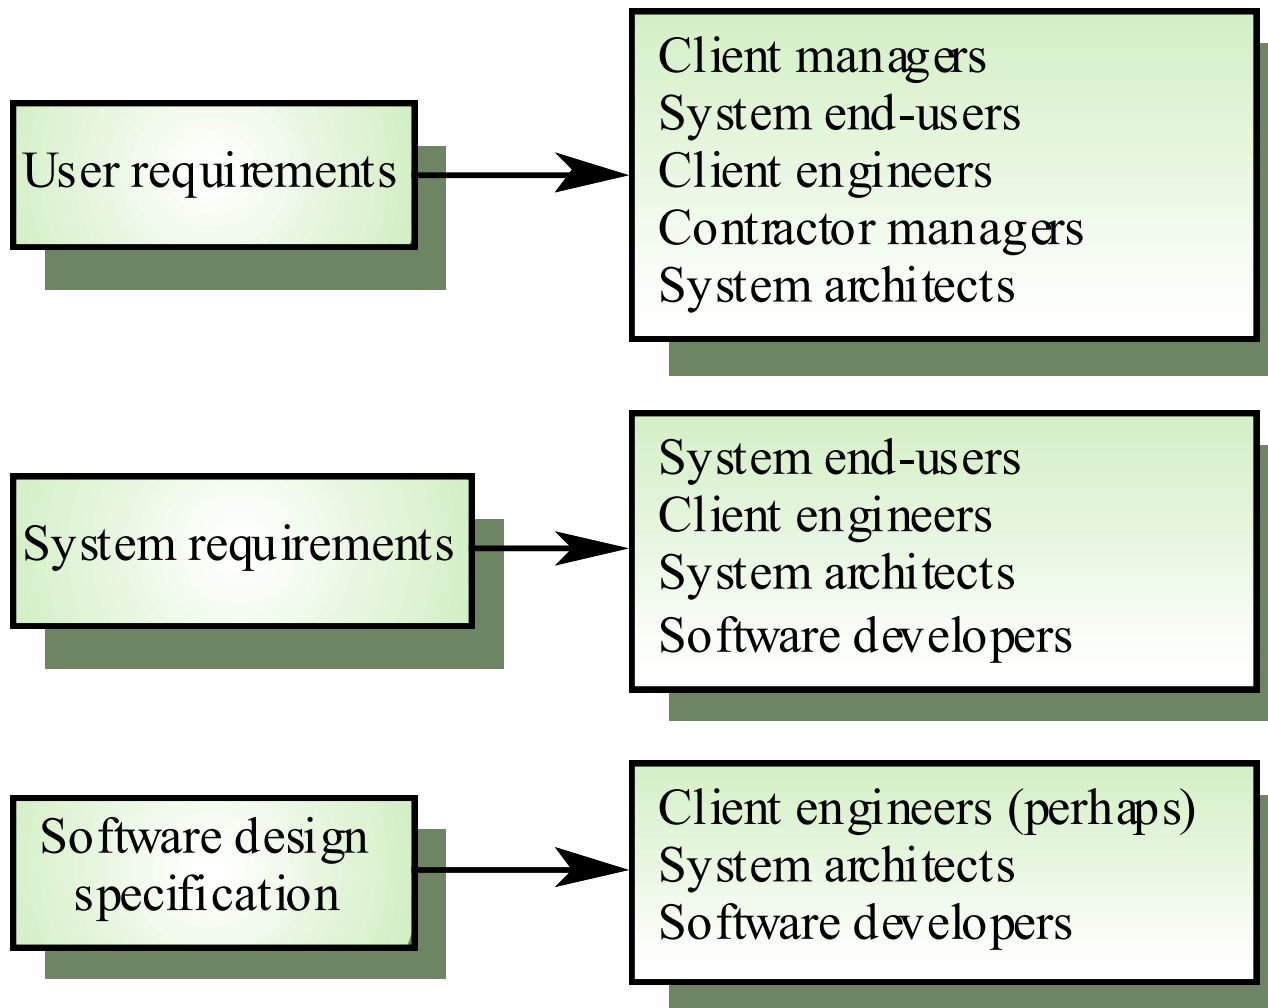 User requirements
Client managers
System end-users
Client engineers
Contractor managers
System architects
System requirements
System end-users
Client engineers
System architects
Software developers
Software design
specification
Client engineers (perhaps)
System architects
Software developers